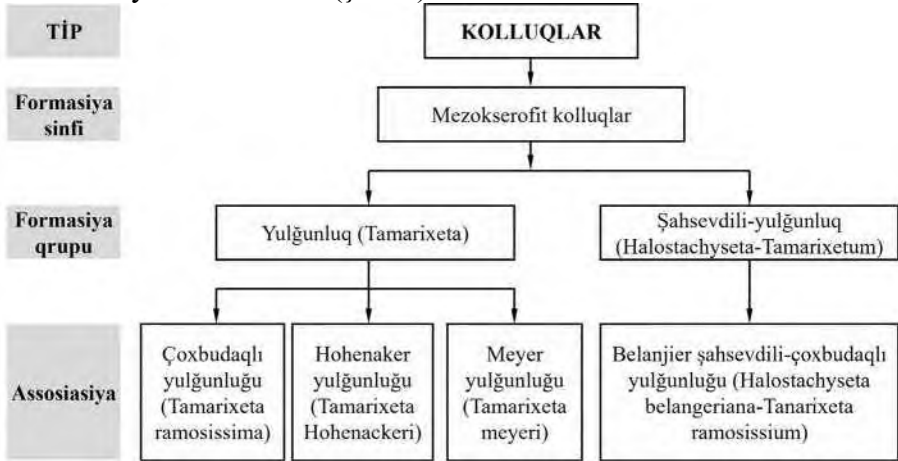 TİP
KOLLUQLAR
Formasiya
sinfi
Mezokserofit kolluqlar
Formasiya
qrupu
Yulğunluq (Tamarixeta)
Şahsevdili-yulğunluq
(Halostachyseta-Tamarixetum)
Assosiasiya
Çoxbudaqlı
yulğunluğu
(Tamarixeta
ramosissima)
Hohenaker
yulğunluğu
(Tamarixeta
Hohenackeri)
Meyer
yulğunluğu
(Tamarixeta
meyeri)
Belanjier şahsevdili-çoxbudaqlı
yulğunluğu (Halostachyseta
belangeriana-Tanarixeta
ramosissium)